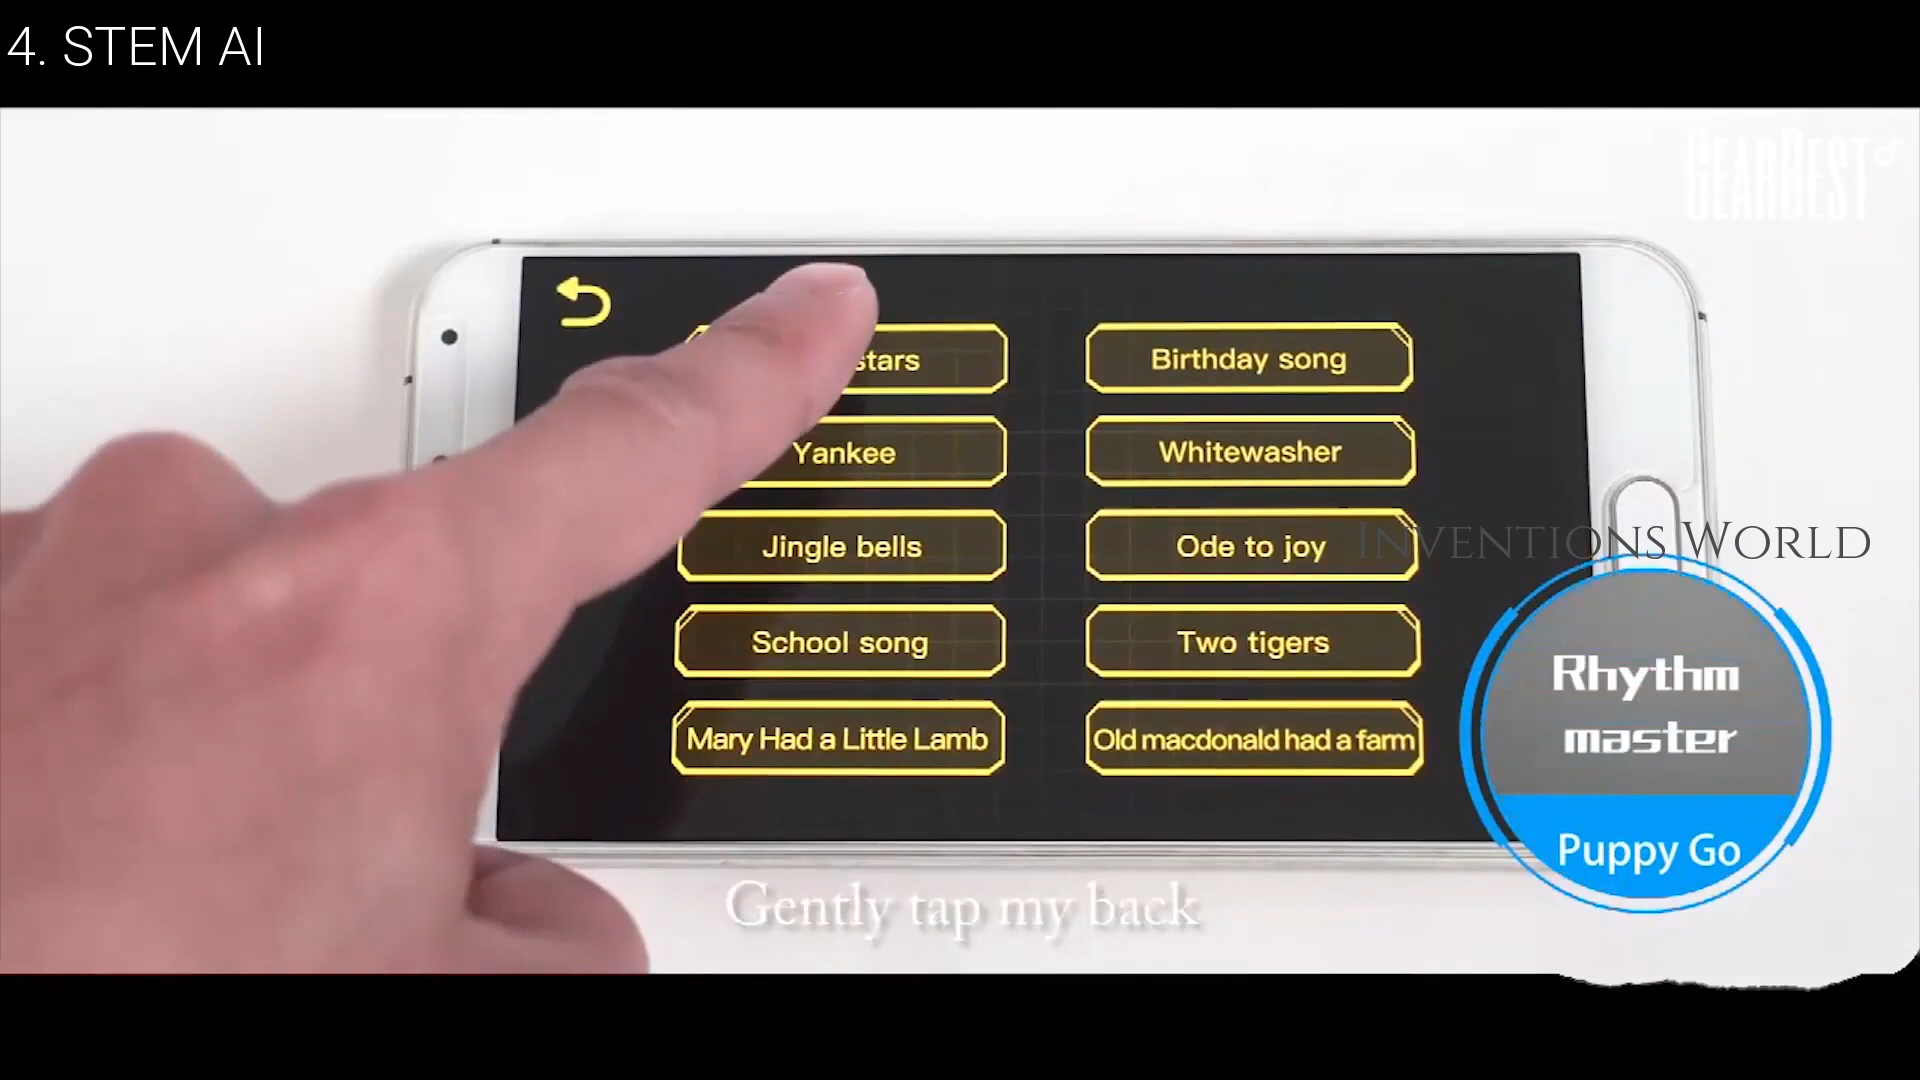 4. STEM AI
GEARBEST
stars
Birthday song
Yankee
Whitewasher
Jingle bells
Ode to joy
INVENTIONS WORLD
School song
Two tigers
Rhythm
master
Mary Had a Little Lamb
Old macdonald had a farm
Puppy Go
Gently tap my back